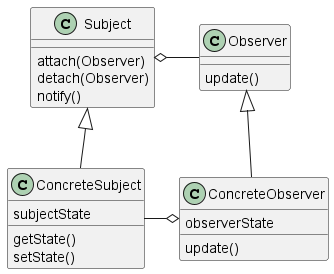 C Subject
attach(Observer)
detach(Observer)
notify()
C Observer
update()
C ConcreteSubject
subjectState
getState()
setState()
C ConcreteObserver
observerState
update()